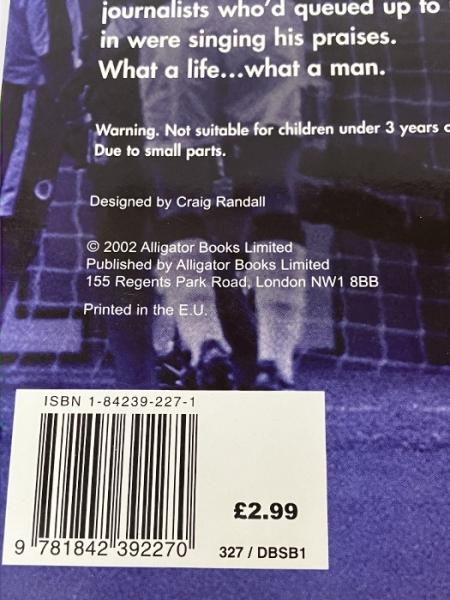 journalists who'd queued up to
in were singing his praises.
What a life...what a man.
Warning. Not suitable for children under 3 years
Due to small parts.
Designed by Craig Randall
© 2002 Alligator Books Limited
Published by Alligator Books Limited
155 Regents Park Road, London NW1 8BB
Printed in the E.U.
ISBN 1-84239-227-1
£2.99
9 781842 392270
327 / DBSB1